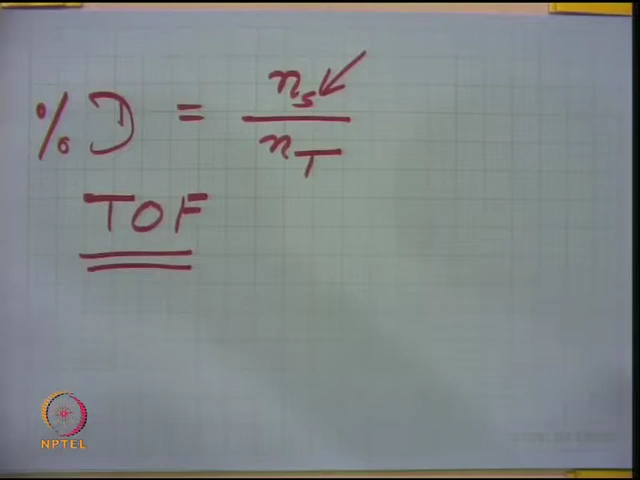 % D = n_s / n_T
TOF
NPTEL